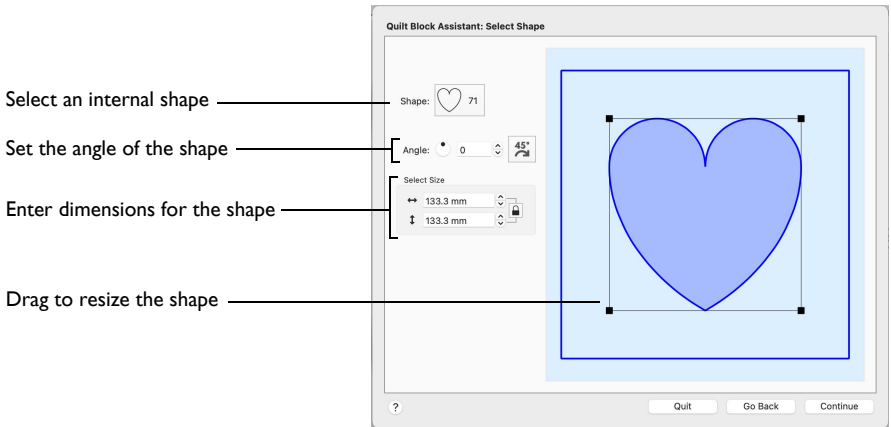 Quilt Block Assistant: Select Shape
Select an internal shape
Shape: 71
Set the angle of the shape
Angle: 0 45°
Select Size
133.3 mm
Enter dimensions for the shape
133.3 mm
Drag to resize the shape
? Quit Go Back Continue